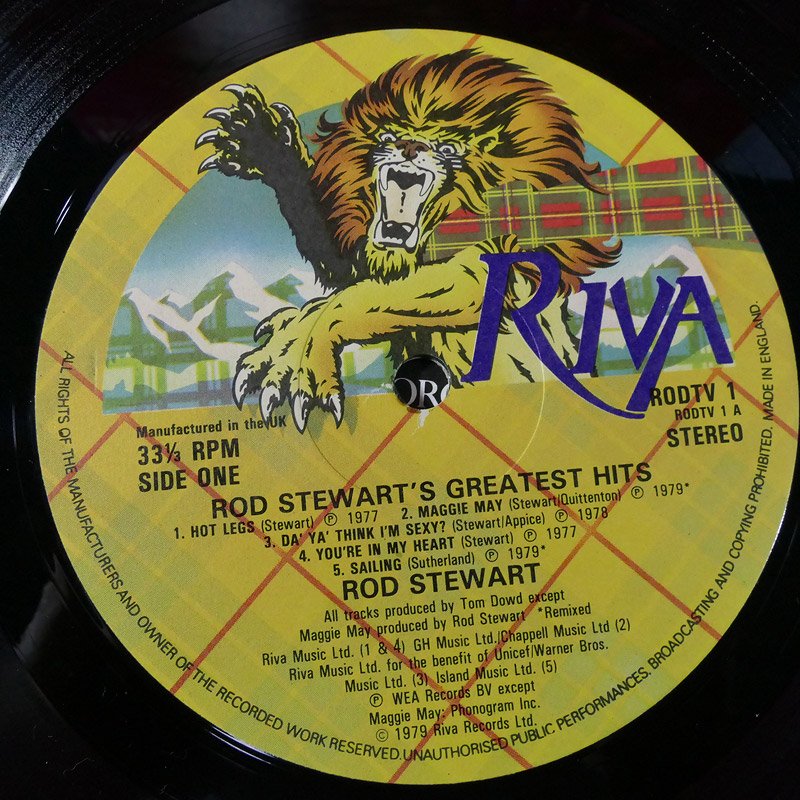 RIVA
RODTV 1
RODTV 1 A
STEREO
Manufactured in the UK
33⅓ RPM
SIDE ONE
ROD STEWART'S GREATEST HITS
1. HOT LEGS (Stewart) ℗ 1977 2. MAGGIE MAY (Stewart/Quittenton) ℗ 1979*
3. DA' YA' THINK I'M SEXY? (Stewart/Appice) ℗ 1978
4. YOU'RE IN MY HEART (Stewart) ℗ 1977
5. SAILING (Sutherland) ℗ 1979*
ROD STEWART
All tracks produced by Tom Dowd except
Maggie May produced by Rod Stewart *Remixed
Riva Music Ltd. (1 & 4) GH Music Ltd./Chappell Music Ltd (2)
Riva Music Ltd. for the benefit of Unicef/Warner Bros.
Music Ltd. (3) Island Music Ltd. (5)
℗ WEA Records BV except
Maggie May: Phonogram Inc.
© 1979 Riva Records Ltd.
ALL RIGHTS OF THE MANUFACTURERS AND OWNER OF THE RECORDED WORK RESERVED. UNAUTHORISED PUBLIC PERFORMANCES, BROADCASTING AND COPYING PROHIBITED. MADE IN ENGLAND.